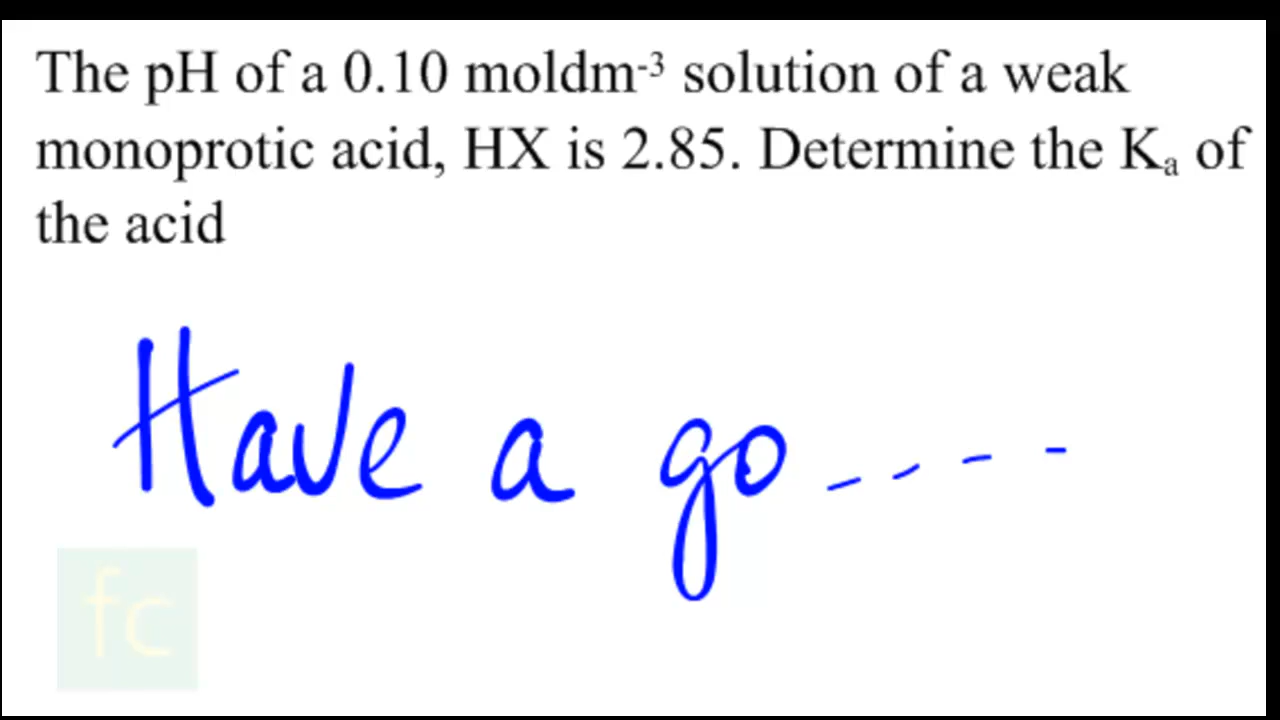 The pH of a 0.10 moldm⁻³ solution of a weak
monoprotic acid, HX is 2.85. Determine the Kₐ of
the acid
Have a go ----
fc